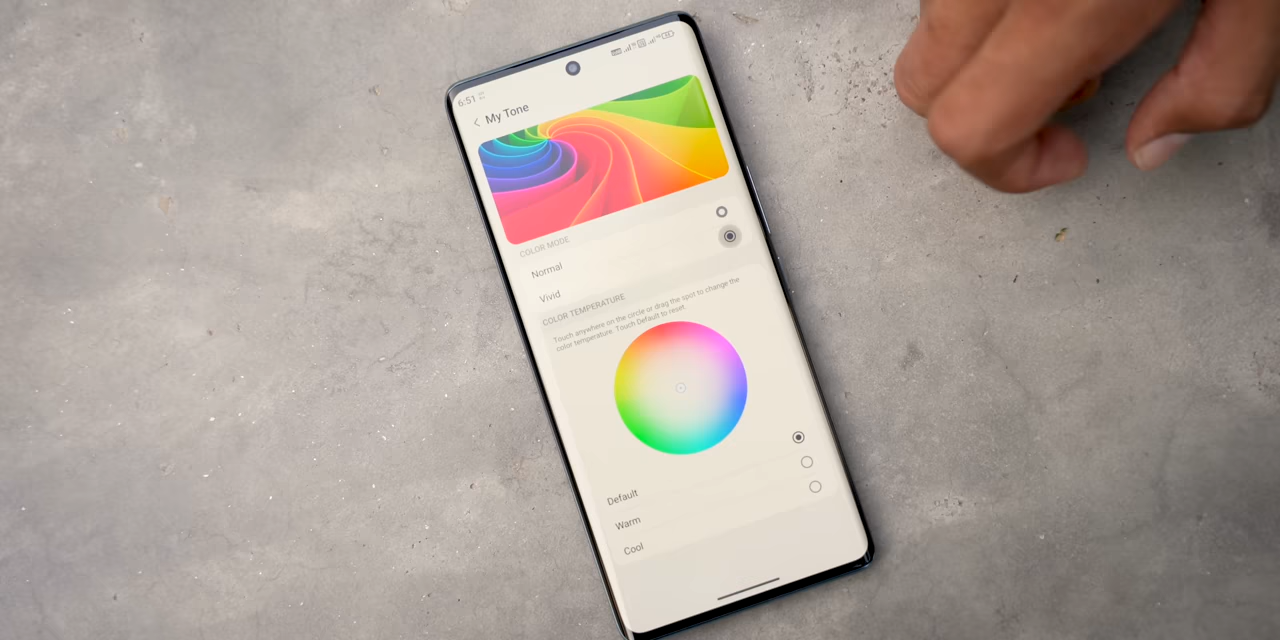 6:51
My Tone
COLOR MODE
Normal
Vivid
COLOR TEMPERATURE
Touch anywhere on the circle or drag the spot to change the
color temperature. Touch Default to reset.
Default
Warm
Cool